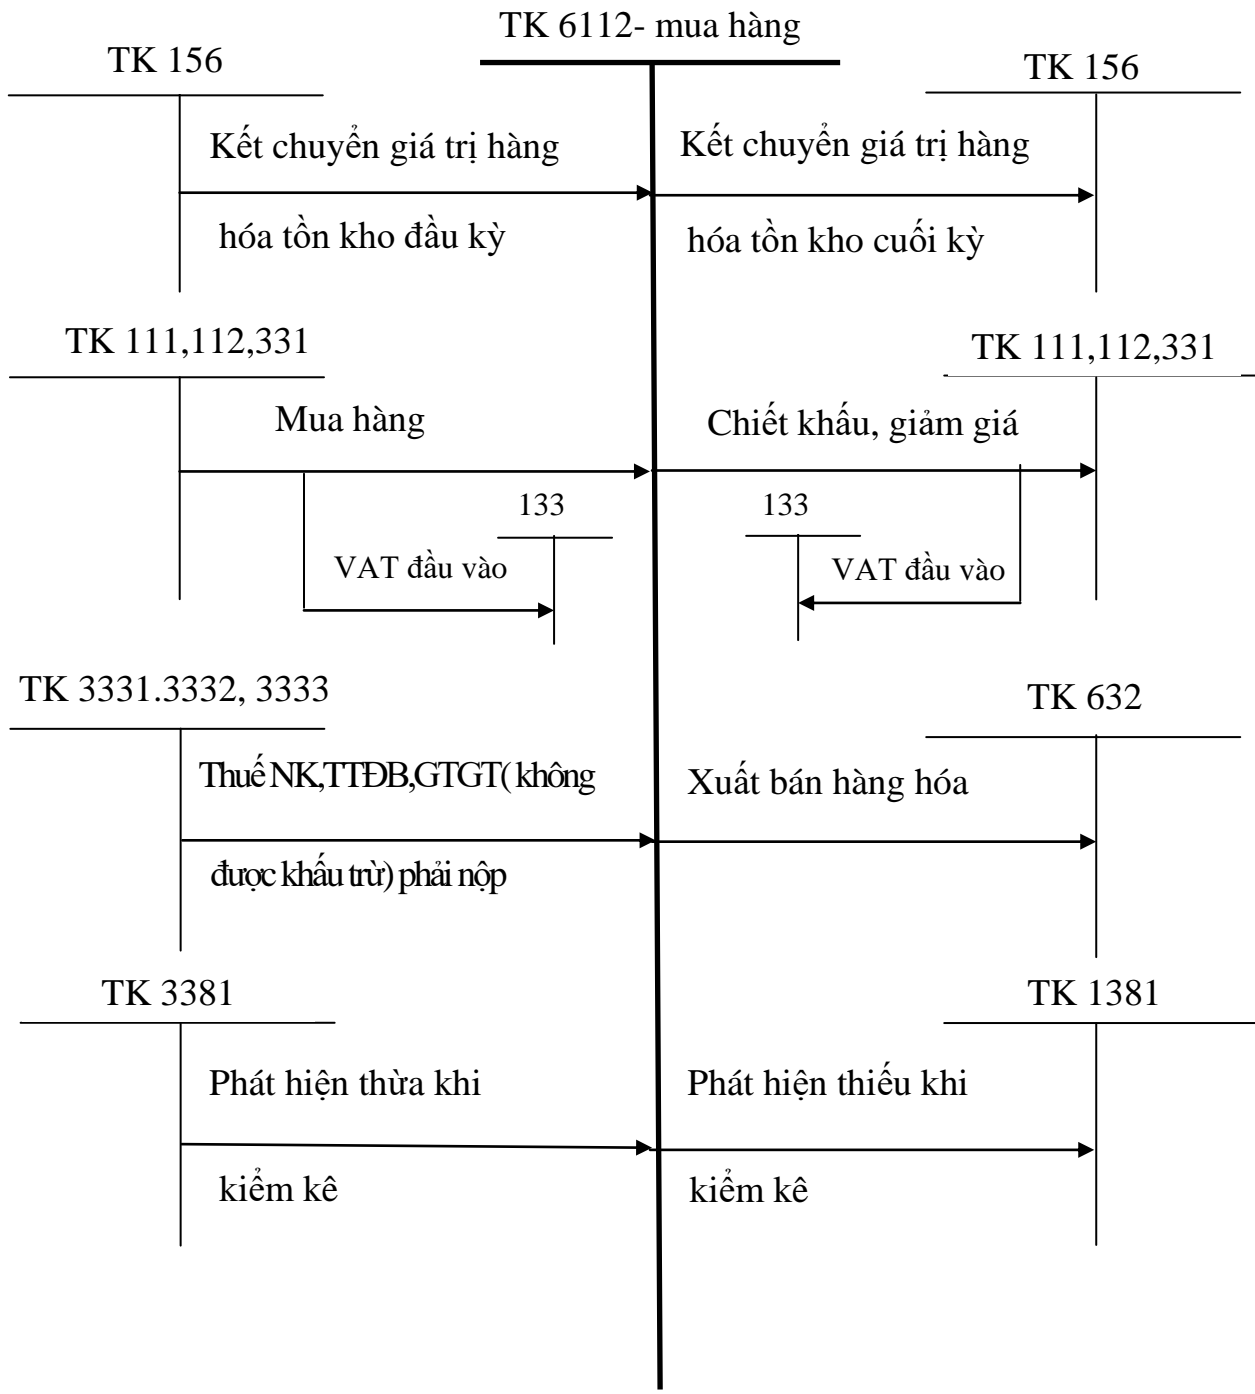 TK 6112- mua hàng
TK 156
TK 156
Kết chuyển giá trị hàng
Kết chuyển giá trị hàng
hóa tồn kho đầu kỳ
hóa tồn kho cuối kỳ
TK 111,112,331
TK 111,112,331
Mua hàng
Chiết khấu, giảm giá
133
133
VAT đầu vào
VAT đầu vào
TK 3331.3332, 3333
TK 632
Thuế NK,TTĐB,GTGT( không
Xuất bán hàng hóa
được khấu trừ) phải nộp
TK 3381
TK 1381
Phát hiện thừa khi
Phát hiện thiếu khi
kiểm kê
kiểm kê